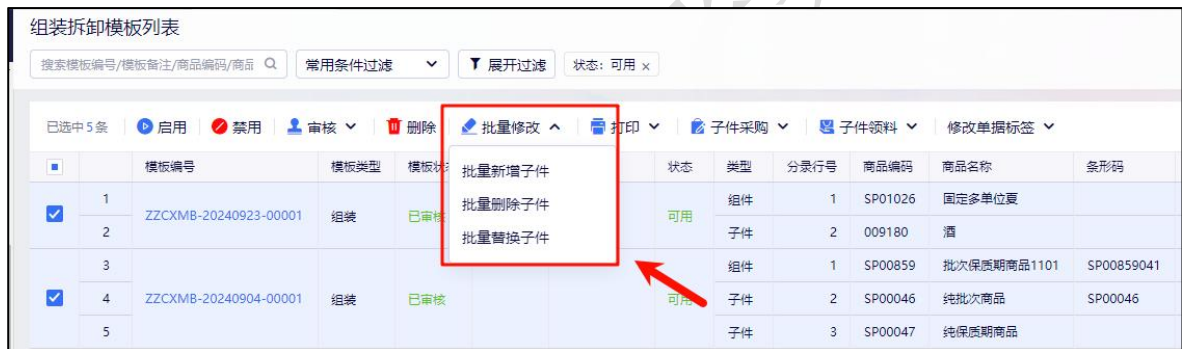 组装拆卸模板列表
搜索模板编号/模板备注/商品编码/商品 常用条件过滤 展开过滤 状态: 可用 ×
已选中5条 启用 禁用 审核 删除 批量修改 打印 子件采购 子件领料 修改单据标签
模板编号 模板类型 模板状 状态 类型 分录行号 商品编码 商品名称 条形码
批量新增子件
批量删除子件
批量替换子件
1 ZZCXMB-20240923-00001 组装 已审核 可用 组件 1 SP01026 固定多单位夏
2 子件 2 009180 酒
3 组件 1 SP00859 批次保质期商品1101 SP00859041
4 ZZCXMB-20240904-00001 组装 已审核 可用 子件 2 SP00046 纯批次商品 SP00046
5 子件 3 SP00047 纯保质期商品